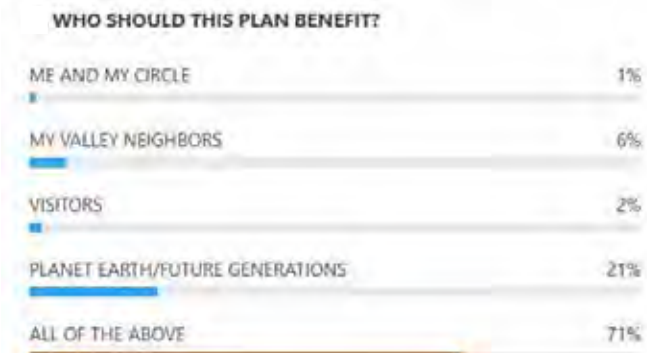 WHO SHOULD THIS PLAN BENEFIT?
ME AND MY CIRCLE 1%
MY VALLEY NEIGHBORS 6%
VISITORS 2%
PLANET EARTH/FUTURE GENERATIONS 21%
ALL OF THE ABOVE 71%